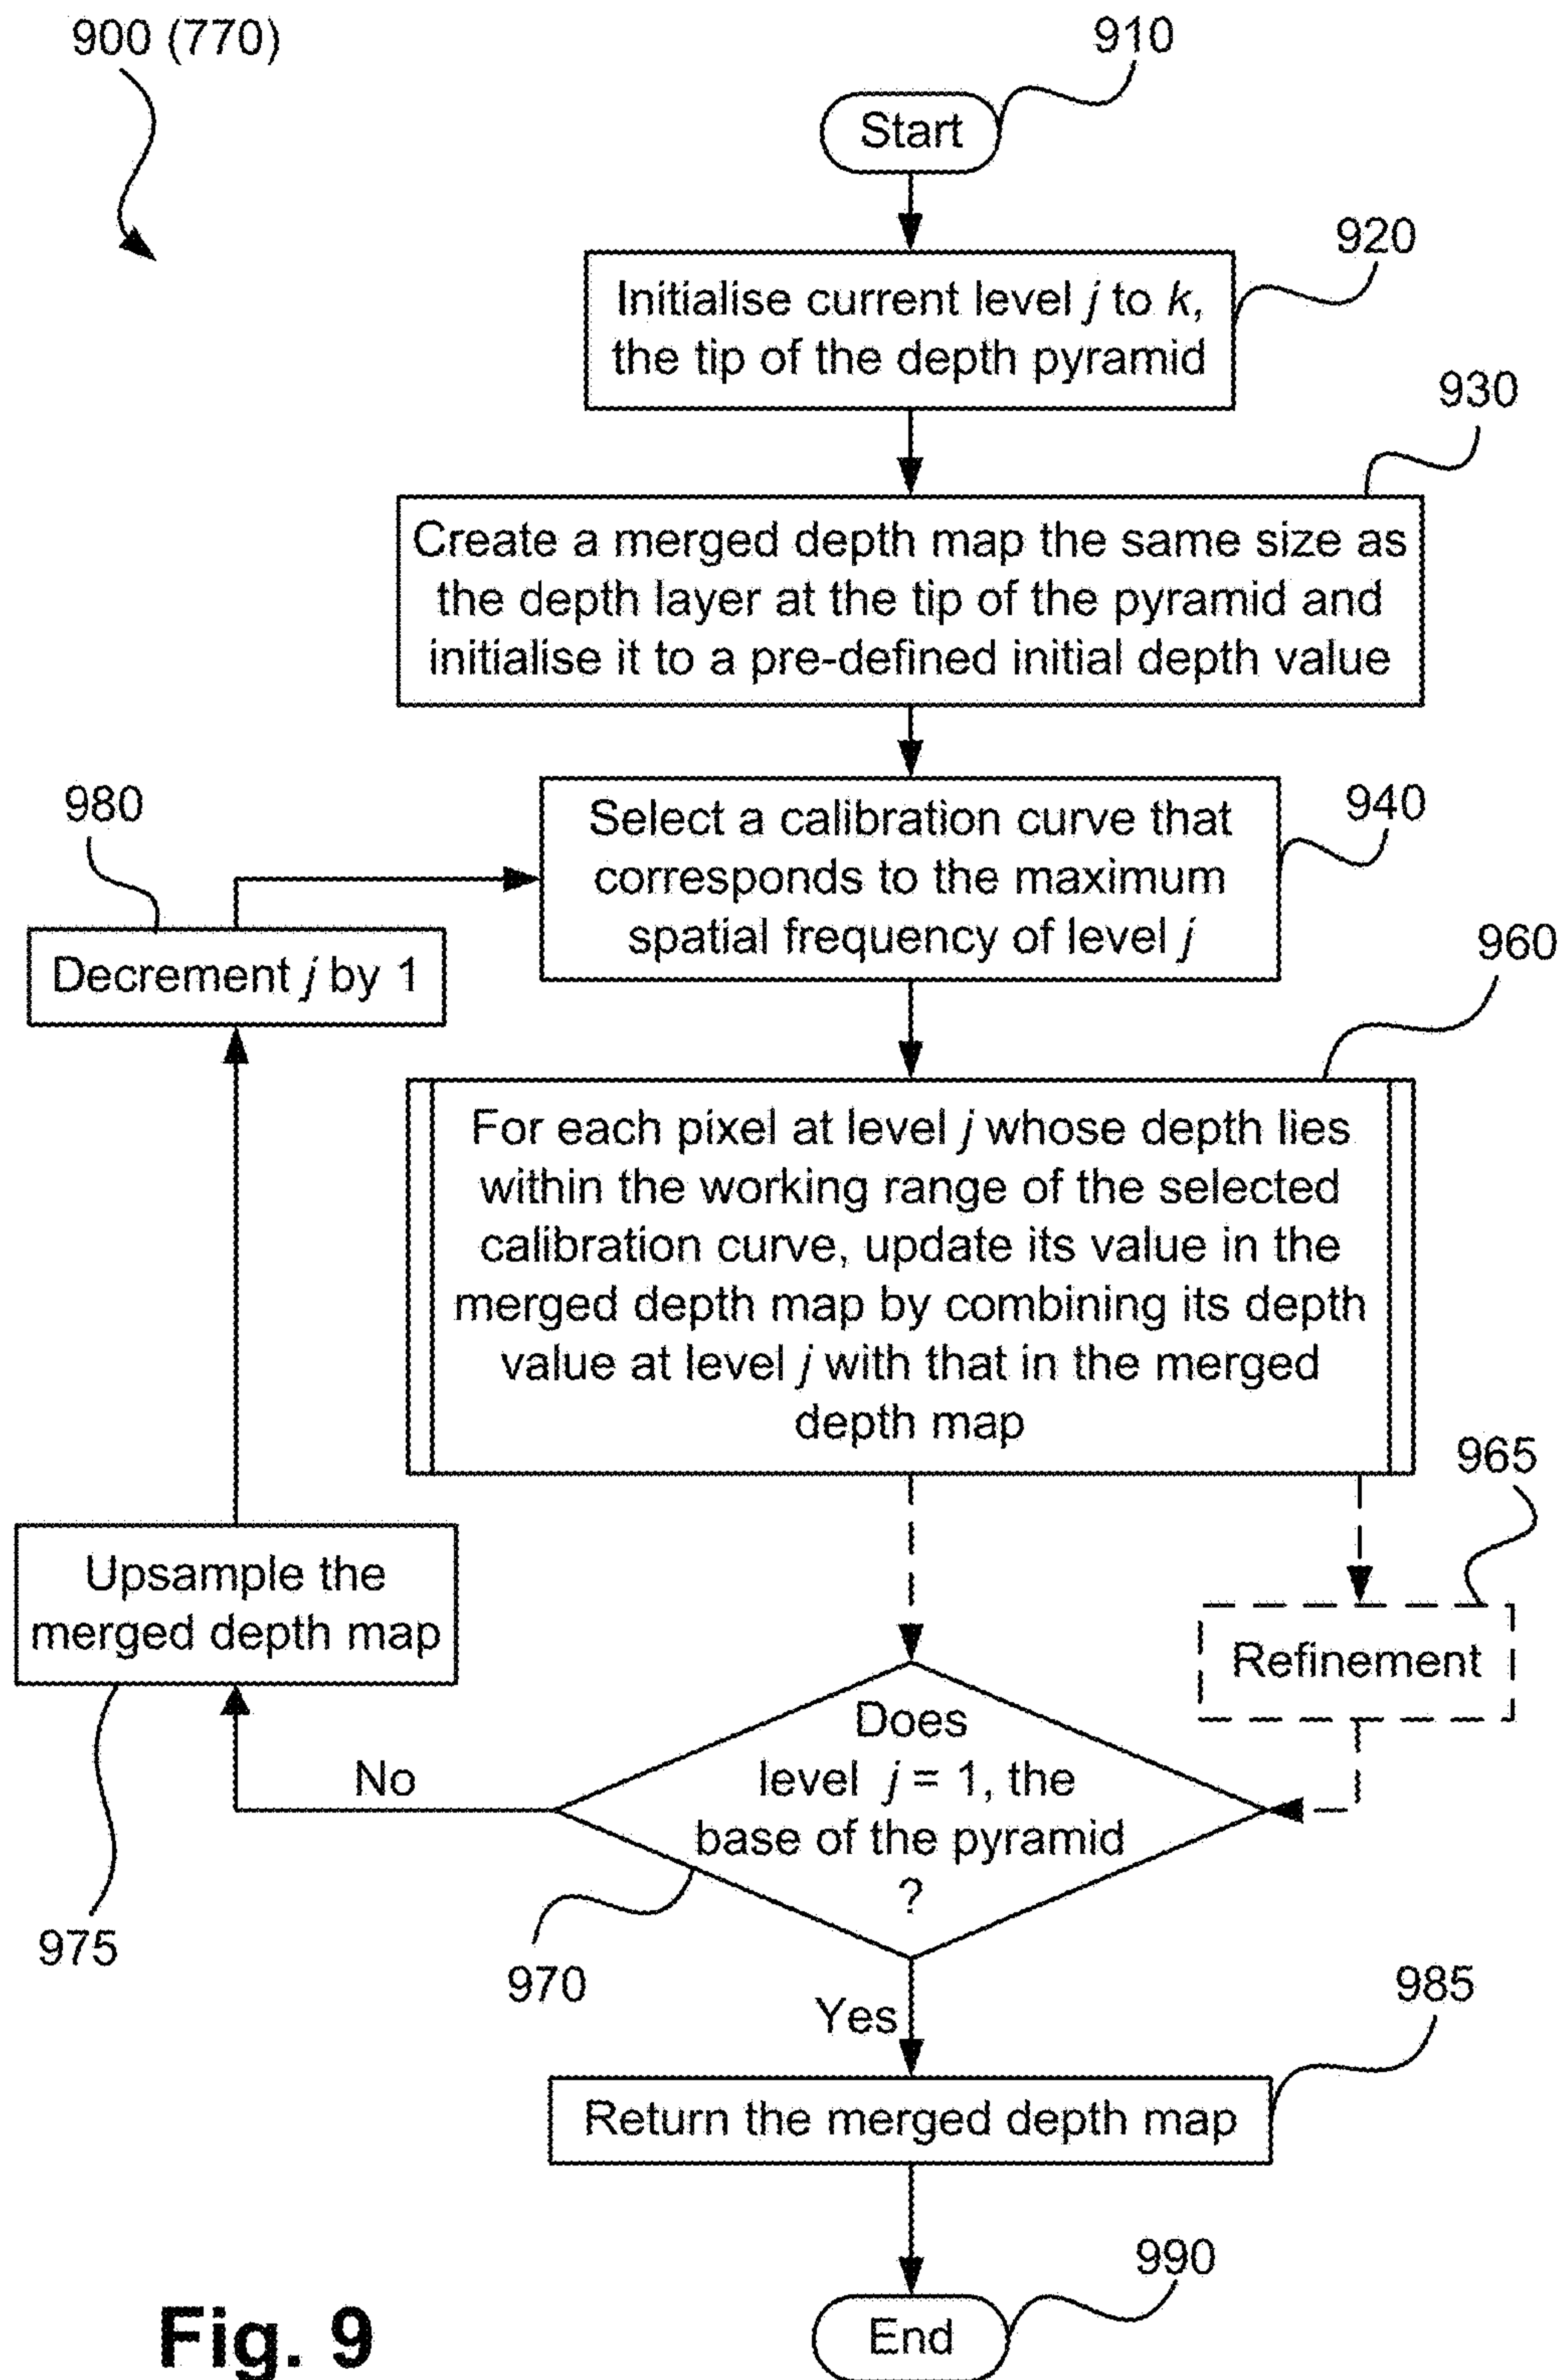 900 (770)
910
Start
920
Initialise current level j to k,
the tip of the depth pyramid
930
Create a merged depth map the same size as
the depth layer at the tip of the pyramid and
initialise it to a pre-defined initial depth value
980
940
Select a calibration curve that
corresponds to the maximum
spatial frequency of level j
Decrement j by 1
960
For each pixel at level j whose depth lies
within the working range of the selected
calibration curve, update its value in the
merged depth map by combining its depth
value at level j with that in the merged
depth map
965
Upsample the
merged depth map
Refinement
Does
level j = 1, the
base of the pyramid
?
No
975
970
Yes
985
Return the merged depth map
990
End
Fig. 9